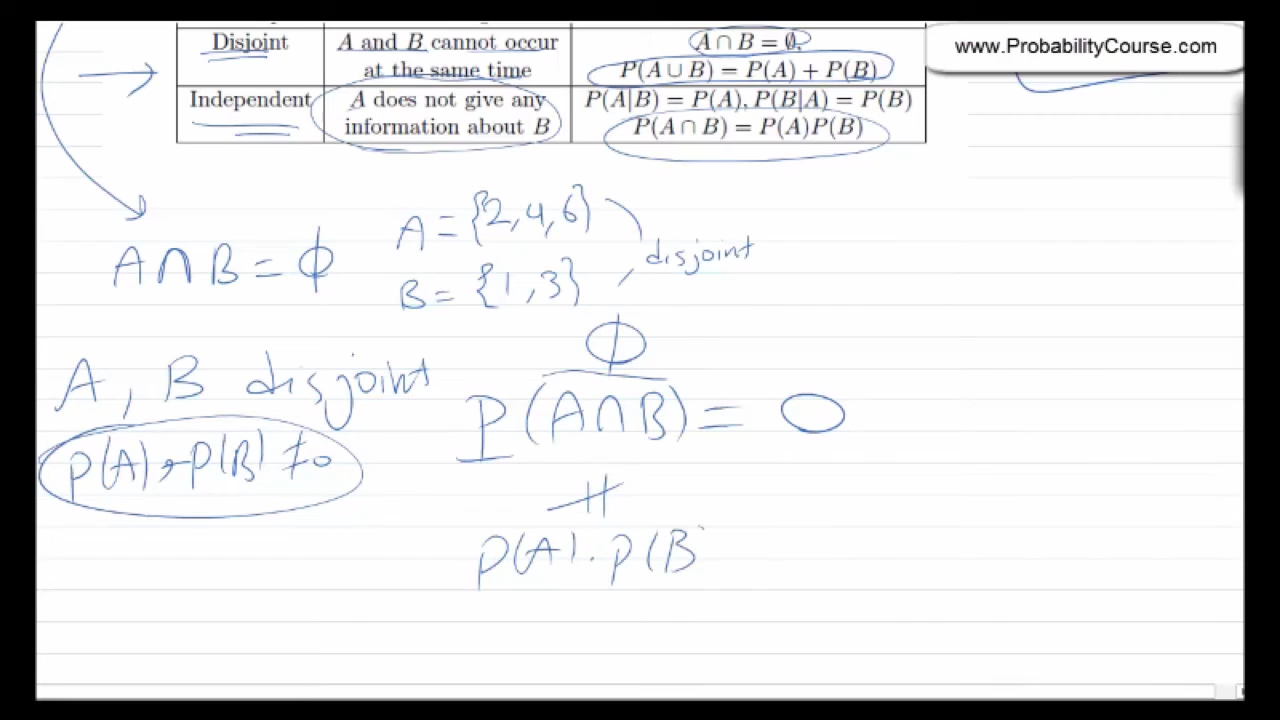 www.ProbabilityCourse.com
Disjoint A and B cannot occur at the same time A ∩ B = ∅, P(A ∪ B) = P(A) + P(B)
Independent A does not give any information about B P(A|B) = P(A), P(B|A) = P(B) P(A ∩ B) = P(A)P(B)
A ∩ B = ϕ
A = {2, 4, 6}
B = {1, 3}
disjoint
A, B disjoint
P(A), P(B) ≠ 0
ϕ
P(A ∩ B) = 0
≠
P(A) · P(B